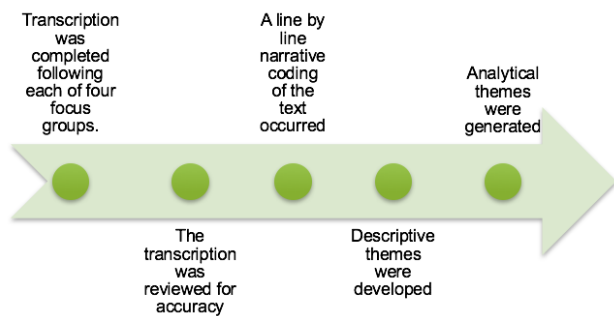 Transcription
was
completed
following
each of four
focus
groups.
The
transcription
was
reviewed for
accuracy
A line by
line
narrative
coding
of the
text
occurred
Descriptive
themes
were
developed
Analytical
themes
were
generated